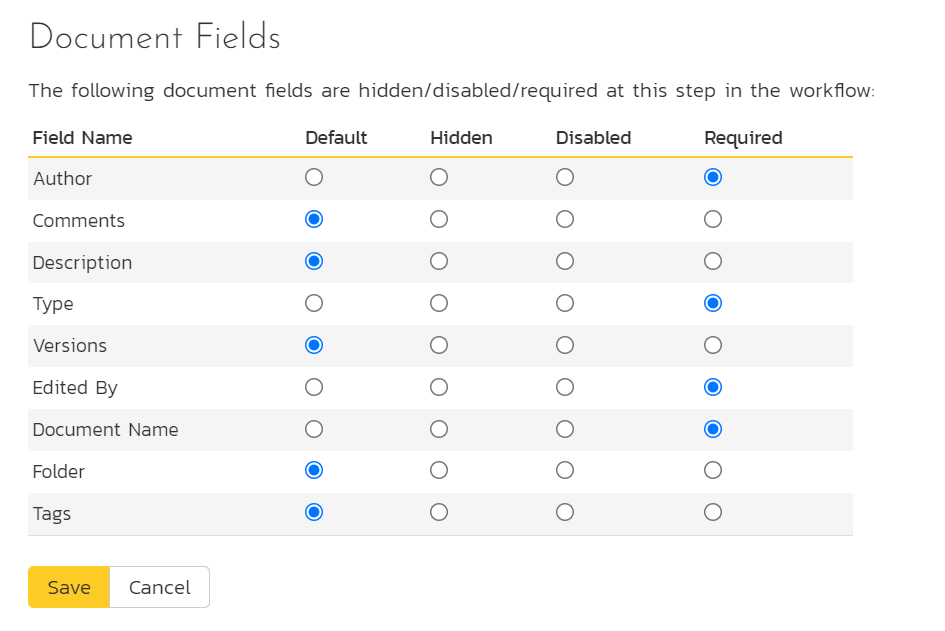 Document Fields
The following document fields are hidden/disabled/required at this step in the workflow:
Field Name Default Hidden Disabled Required
Author
Comments
Description
Type
Versions
Edited By
Document Name
Folder
Tags
Save Cancel